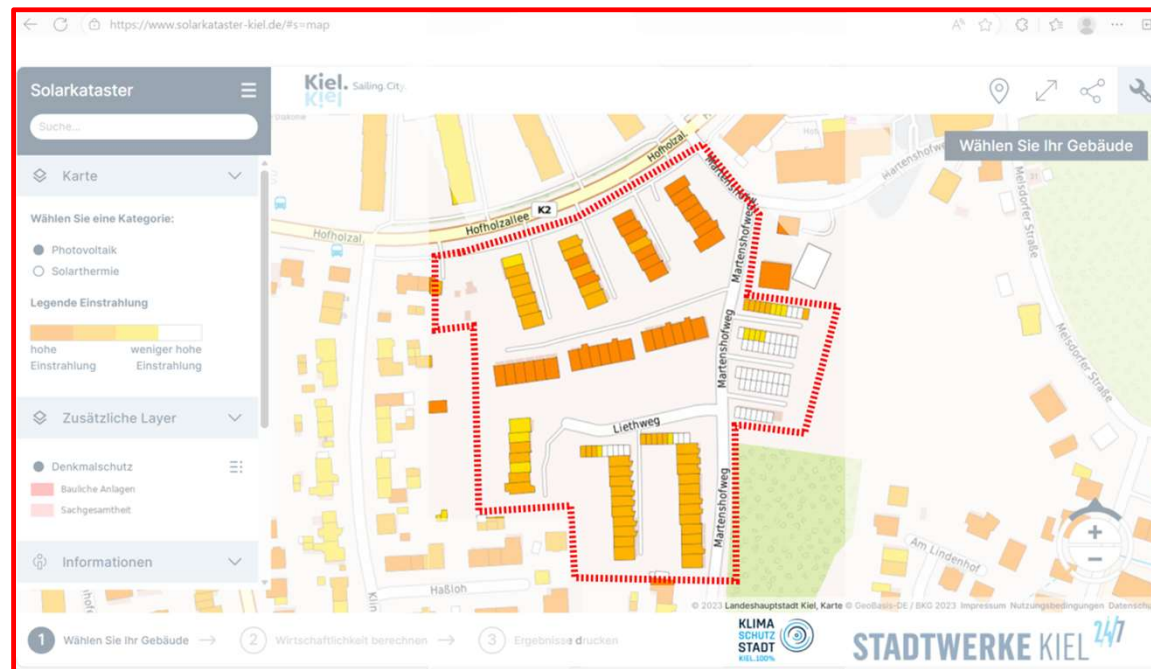 https://www.solarkataster-kiel.de/#s=map
Solarkataster
Suche...
Kiel. Sailing.City.
Wählen Sie Ihr Gebäude
Karte
Wählen Sie eine Kategorie:
Photovoltaik
Solarthermie
Legende Einstrahlung
hohe Einstrahlung
weniger hohe Einstrahlung
Zusätzliche Layer
Denkmalschutz
Bauliche Anlagen
Sachgesamtheit
Informationen
Hofholzal.
Hofholzallee
K2
Hofholzal.
Martenshofweg
Martenshofweg
Martenshofweg
Martenshofweg
Melsdorfer Straße
Melsdorfer Straße
Liethweg
Haßloh
Am Lindenhof
+
−
© 2023 Landeshauptstadt Kiel, Karte © GeoBasis-DE / BKG 2023 Impressum Nutzungsbedingungen
1 Wählen Sie Ihr Gebäude → 2 Wirtschaftlichkeit berechnen → 3 Ergebnisse drucken
KLIMA
SCHUTZ
STADT
KIEL.100%
STADTWERKE KIEL 24/7